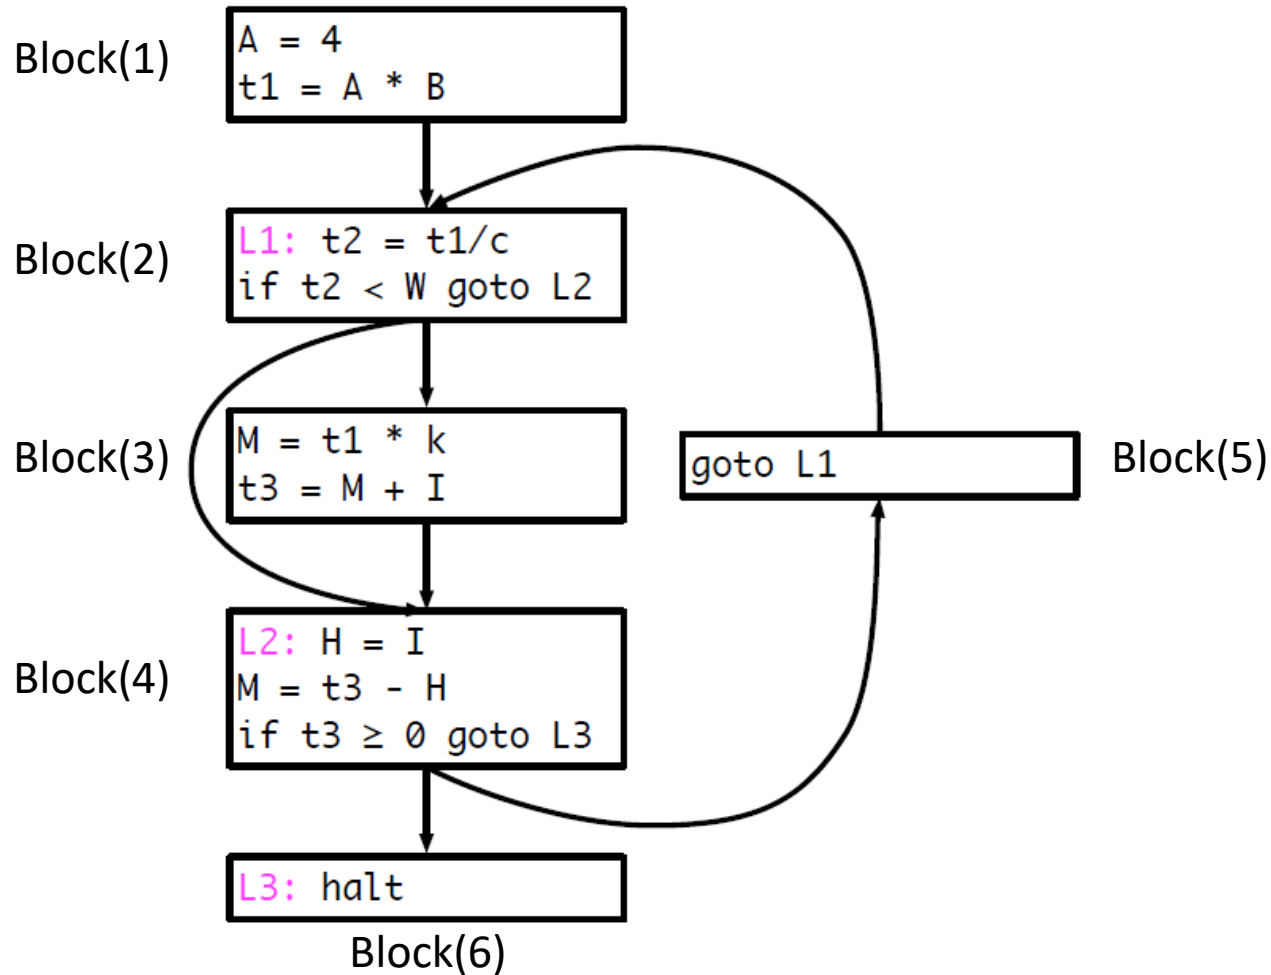 Block(1)
A = 4
t1 = A * B
Block(2)
L1: t2 = t1/c
if t2 < W goto L2
Block(3)
M = t1 * k
t3 = M + I
goto L1
Block(5)
Block(4)
L2: H = I
M = t3 - H
if t3 ≥ 0 goto L3
L3: halt
Block(6)